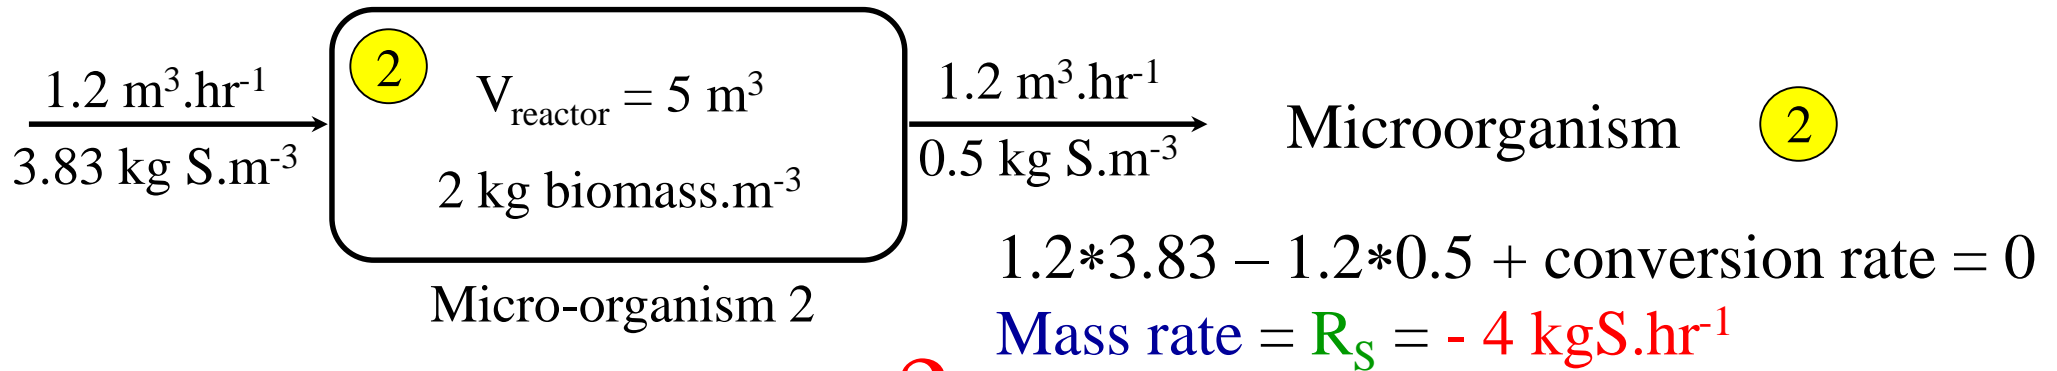 1.2 m³.hr⁻¹
3.83 kg S.m⁻³
2
V_reactor = 5 m³
2 kg biomass.m⁻³
Micro-organism 2
1.2 m³.hr⁻¹
0.5 kg S.m⁻³
Microorganism 2
1.2*3.83 – 1.2*0.5 + conversion rate = 0
Mass rate = R_S = - 4 kgS.hr⁻¹